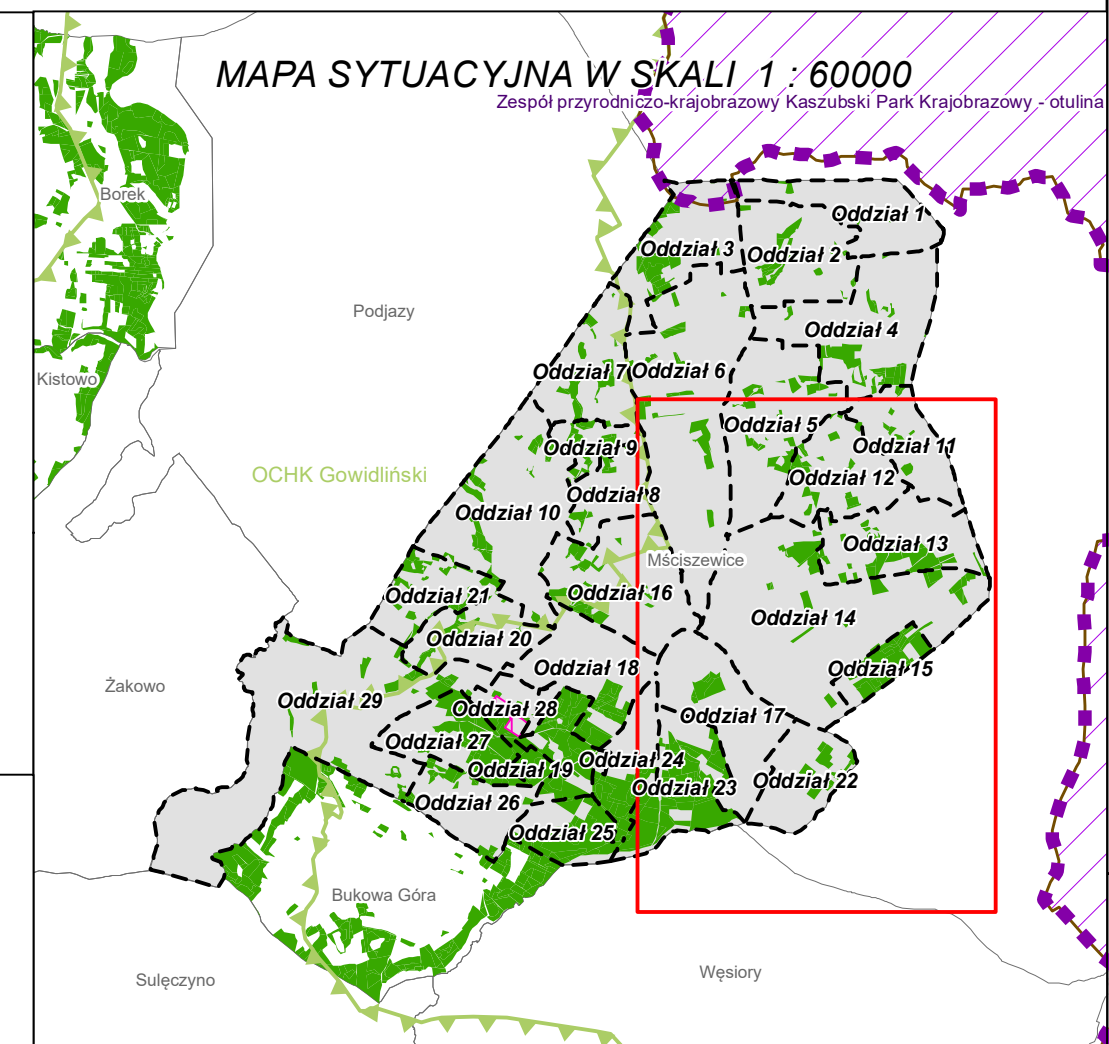 MAPA SYTUACYJNA W SKALI 1 : 60000
Zespół przyrodniczo-krajobrazowy Kaszubski Park Krajobrazowy - otulina
Borek
Oddział 1
Oddział 3
Oddział 2
Podjazy
Oddział 4
Kistowo
Oddział 7
Oddział 6
Oddział 5
Oddział 9
Oddział 11
OCHK Gowidliński
Oddział 12
Oddział 8
Oddział 10
Oddział 13
Mściszewice
Oddział 21
Oddział 16
Oddział 14
Oddział 20
Oddział 18
Oddział 15
Żakowo
Oddział 29
Oddział 28
Oddział 17
Oddział 27
Oddział 19
Oddział 24
Oddział 23
Oddział 22
Oddział 26
Oddział 25
Bukowa Góra
Sulęczyno
Węsiory